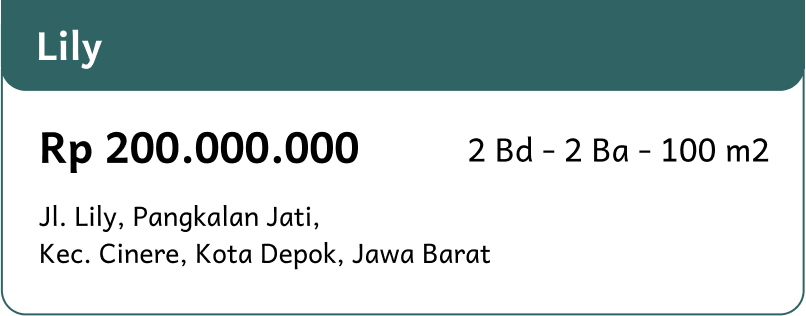 Lily
Rp 200.000.000
2 Bd - 2 Ba - 100 m2
Jl. Lily, Pangkalan Jati,
Kec. Cinere, Kota Depok, Jawa Barat